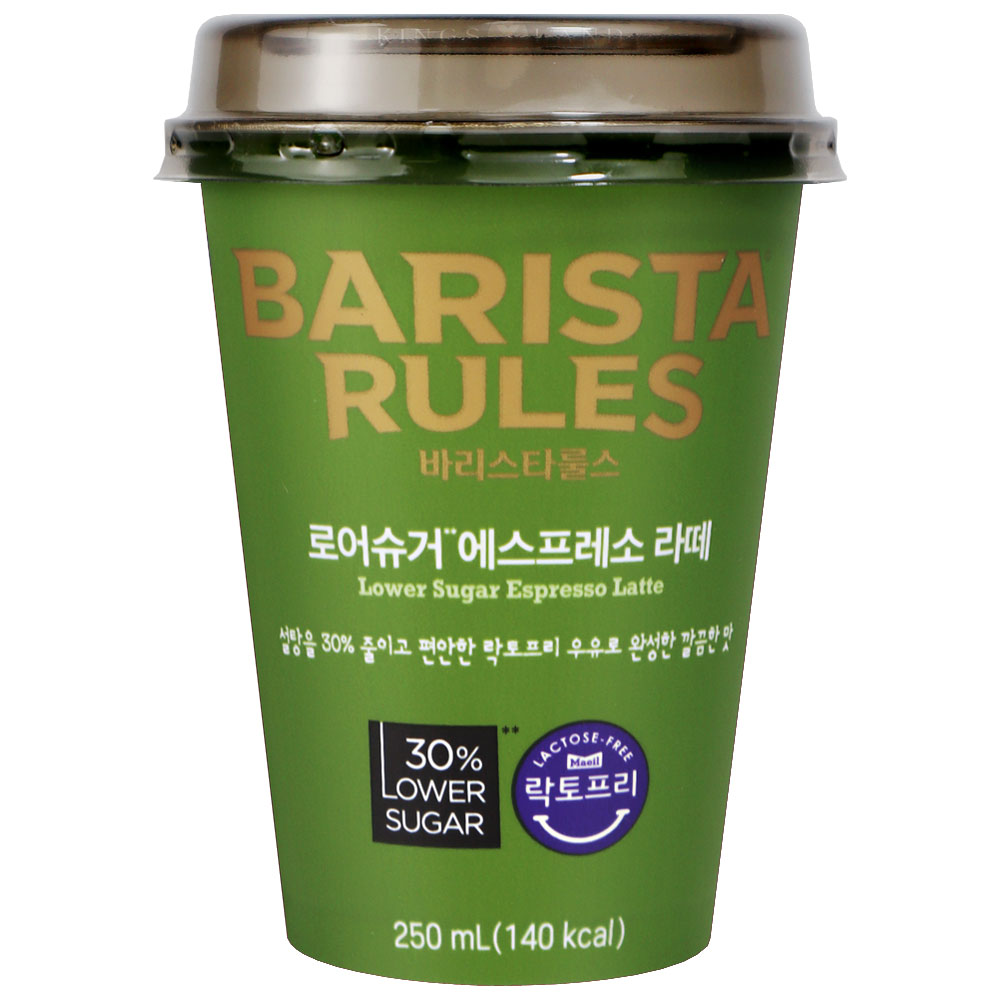 KINGS LAND
BARISTA
RULES
바리스타룰스
로어슈거**에스프레소 라떼
Lower Sugar Espresso Latte
설탕을 30% 줄이고 편안한 락토프리 우유로 완성한 깔끔한 맛
30%
LOWER
SUGAR
**
LACTOSE-FREE
Maeil
락토프리
250 mL(140 kcal)